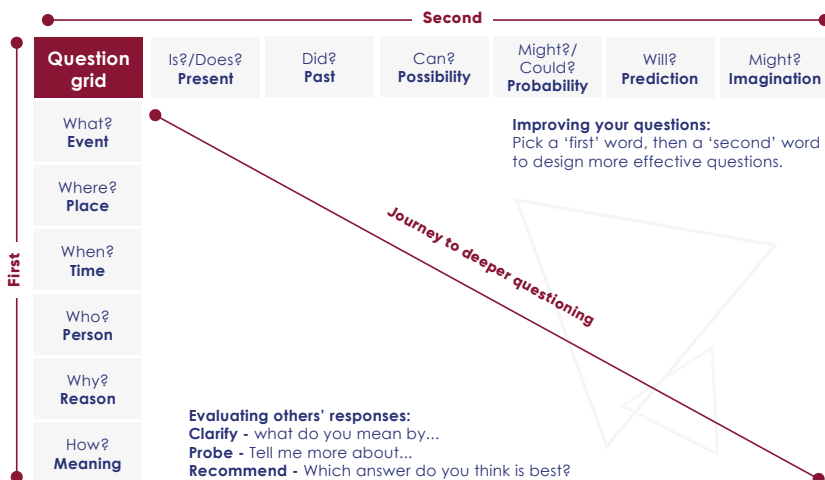 Second
Question
grid
Is?/Does?
Present
Did?
Past
Can?
Possibility
Might?/
Could?
Probability
Will?
Prediction
Might?
Imagination
First
What?
Event
Where?
Place
When?
Time
Who?
Person
Why?
Reason
How?
Meaning
Improving your questions:
Pick a ‘first’ word, then a ‘second’ word
to design more effective questions.
Journey to deeper questioning
Evaluating others’ responses:
Clarify - what do you mean by...
Probe - Tell me more about...
Recommend - Which answer do you think is best?